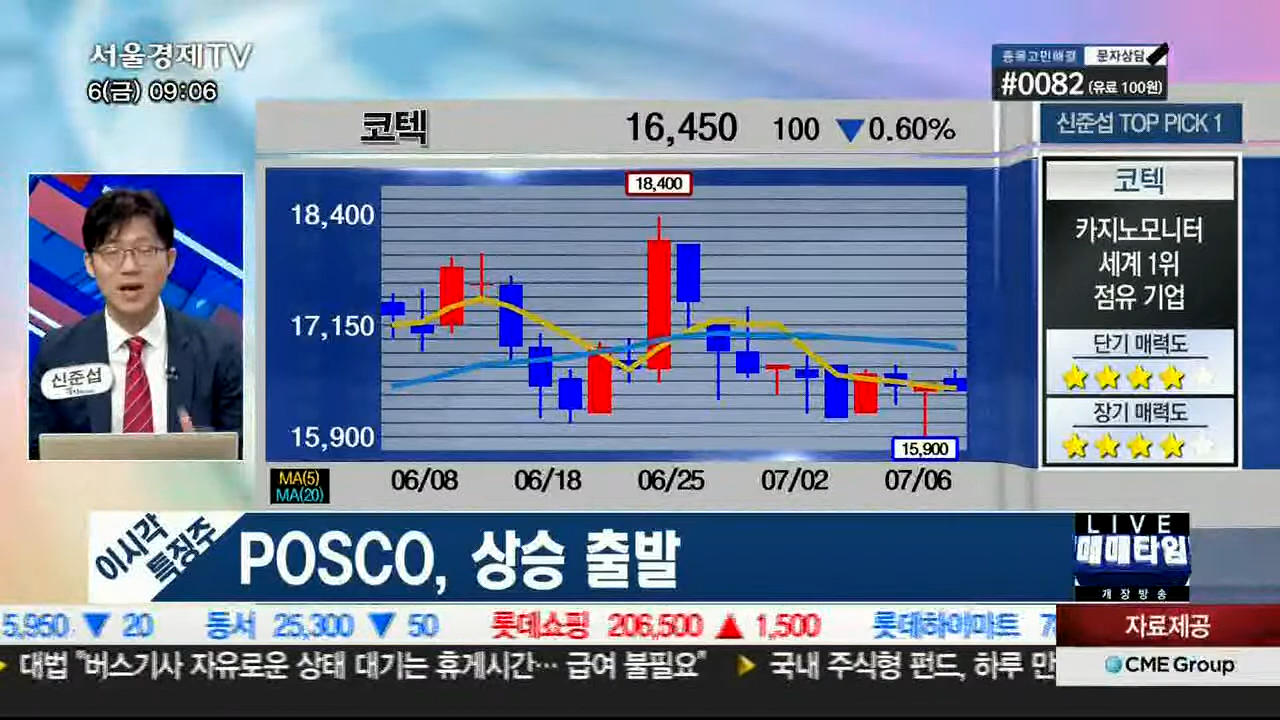 서울경제TV
6(금) 09:06
종목고민해결 문자상담
#0082 (유료 100원)
코텍 16,450 100 ▼0.60%
신준섭 TOP PICK 1
코텍
카지노모니터
세계 1위
점유 기업
단기 매력도
장기 매력도
18,400
18,400
17,150
15,900
15,900
MA(5)
MA(20)
06/08 06/18 06/25 07/02 07/06
신준섭
이시각
특징주
POSCO, 상승 출발
LIVE
매매타임
개장방송
5,950 ▼ 20 동서 25,300 ▼ 50 롯데쇼핑 206,500 ▲ 1,500 롯데하이마트
자료제공
CME Group
대법 "버스기사 자유로운 상태 대기는 휴게시간… 급여 불필요" 국내 주식형 펀드, 하루 만